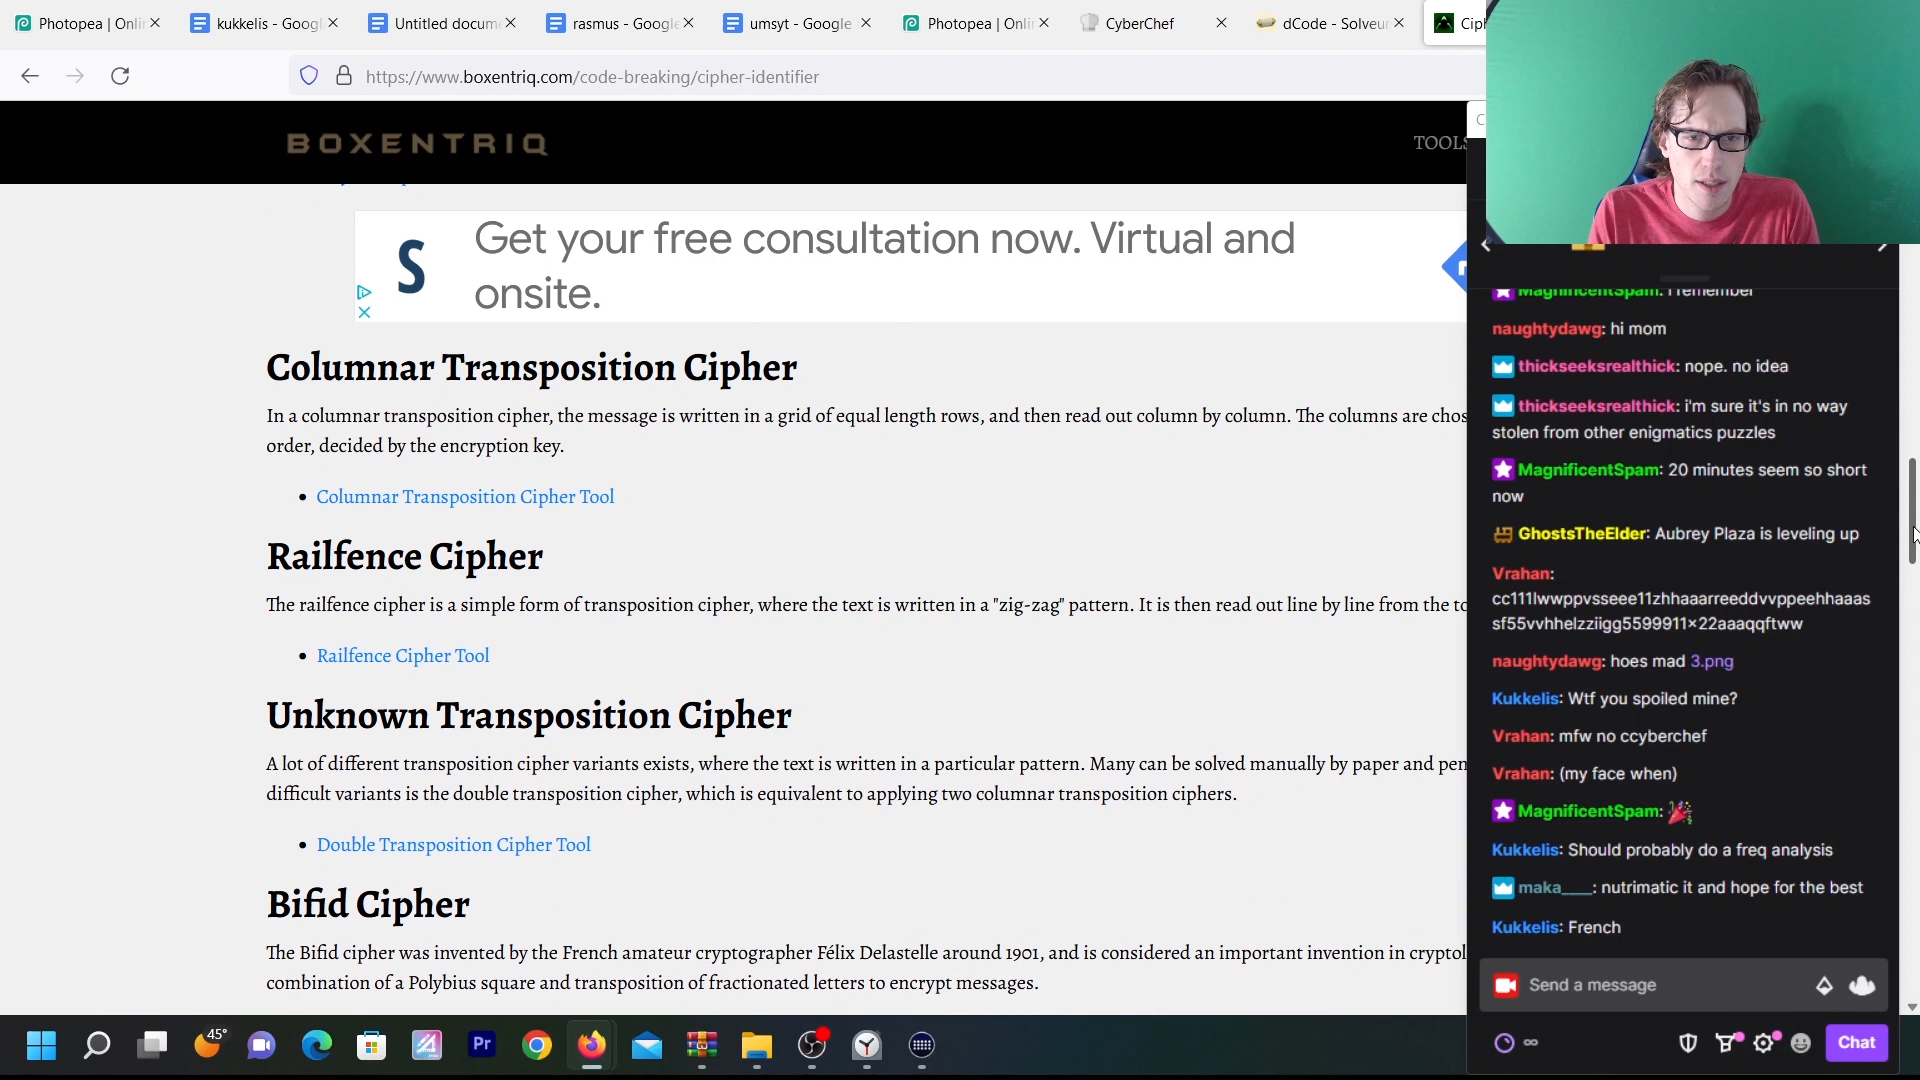 Photopea | Onlin
kukkelis - Googl
Untitled docume
rasmus - Google
umsyt - Google
Photopea | Onlin
CyberChef
dCode - Solveur
Ciph
https://www.boxentriq.com/code-breaking/cipher-identifier
BOXENTRIQ
TOOLS
S
Get your free consultation now. Virtual and
onsite.
Columnar Transposition Cipher
In a columnar transposition cipher, the message is written in a grid of equal length rows, and then read out column by column. The columns are chos
order, decided by the encryption key.
Columnar Transposition Cipher Tool
Railfence Cipher
The railfence cipher is a simple form of transposition cipher, where the text is written in a "zig-zag" pattern. It is then read out line by line from the to
Railfence Cipher Tool
Unknown Transposition Cipher
A lot of different transposition cipher variants exists, where the text is written in a particular pattern. Many can be solved manually by paper and pen
difficult variants is the double transposition cipher, which is equivalent to applying two columnar transposition ciphers.
Double Transposition Cipher Tool
Bifid Cipher
The Bifid cipher was invented by the French amateur cryptographer Félix Delastelle around 1901, and is considered an important invention in cryptol
combination of a Polybius square and transposition of fractionated letters to encrypt messages.
MagnificentSpam: I remember
naughtydawg: hi mom
thickseeksrealthick: nope. no idea
thickseeksrealthick: i'm sure it's in no way
stolen from other enigmatics puzzles
MagnificentSpam: 20 minutes seem so short
now
GhostsTheElder: Aubrey Plaza is leveling up
Vrahan:
cc111lwwppvsseee11zhhaaarreeddvvppeehhaaas
sf55vvhhelzziigg5599911×22aaaqqftww
naughtydawg: hoes mad 3.png
Kukkelis: Wtf you spoiled mine?
Vrahan: mfw no ccyberchef
Vrahan: (my face when)
MagnificentSpam:
Kukkelis: Should probably do a freq analysis
maka____: nutrimatic it and hope for the best
Kukkelis: French
Send a message
Chat
45°
Pr